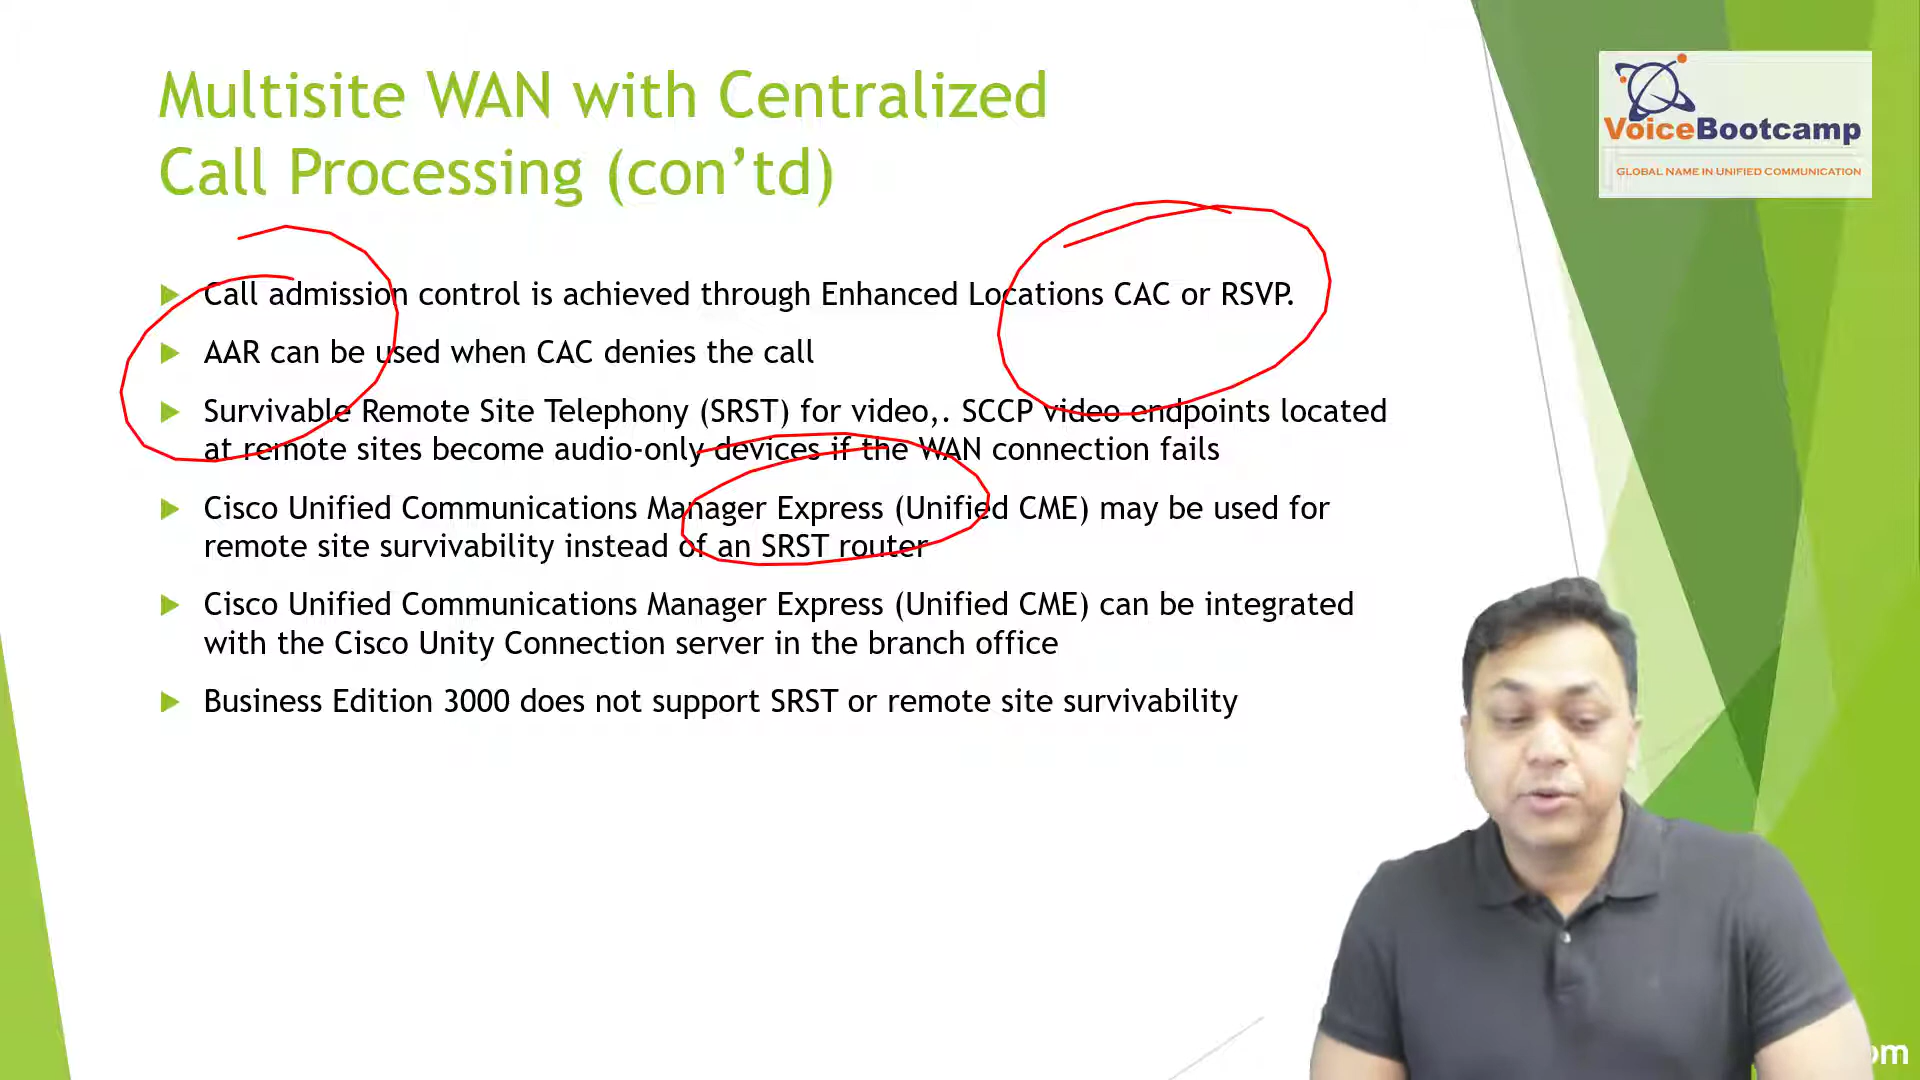 Multisite WAN with Centralized
Call Processing (con’td)
VoiceBootcamp
GLOBAL NAME IN UNIFIED COMMUNICATION
Call admission control is achieved through Enhanced Locations CAC or RSVP.
AAR can be used when CAC denies the call
Survivable Remote Site Telephony (SRST) for video,. SCCP video endpoints located
at remote sites become audio-only devices if the WAN connection fails
Cisco Unified Communications Manager Express (Unified CME) may be used for
remote site survivability instead of an SRST router
Cisco Unified Communications Manager Express (Unified CME) can be integrated
with the Cisco Unity Connection server in the branch office
Business Edition 3000 does not support SRST or remote site survivability